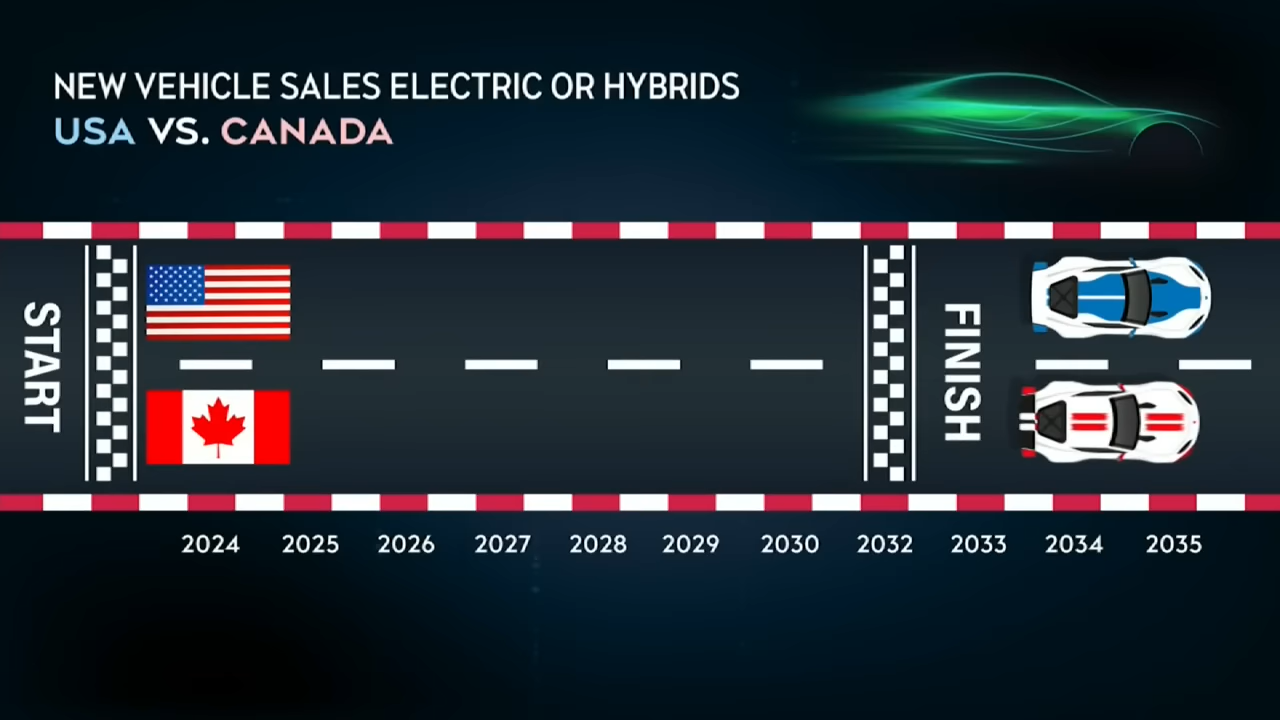 NEW VEHICLE SALES ELECTRIC OR HYBRIDS
USA VS. CANADA
START
FINISH
2024 2025 2026 2027 2028 2029 2030 2032 2033 2034 2035